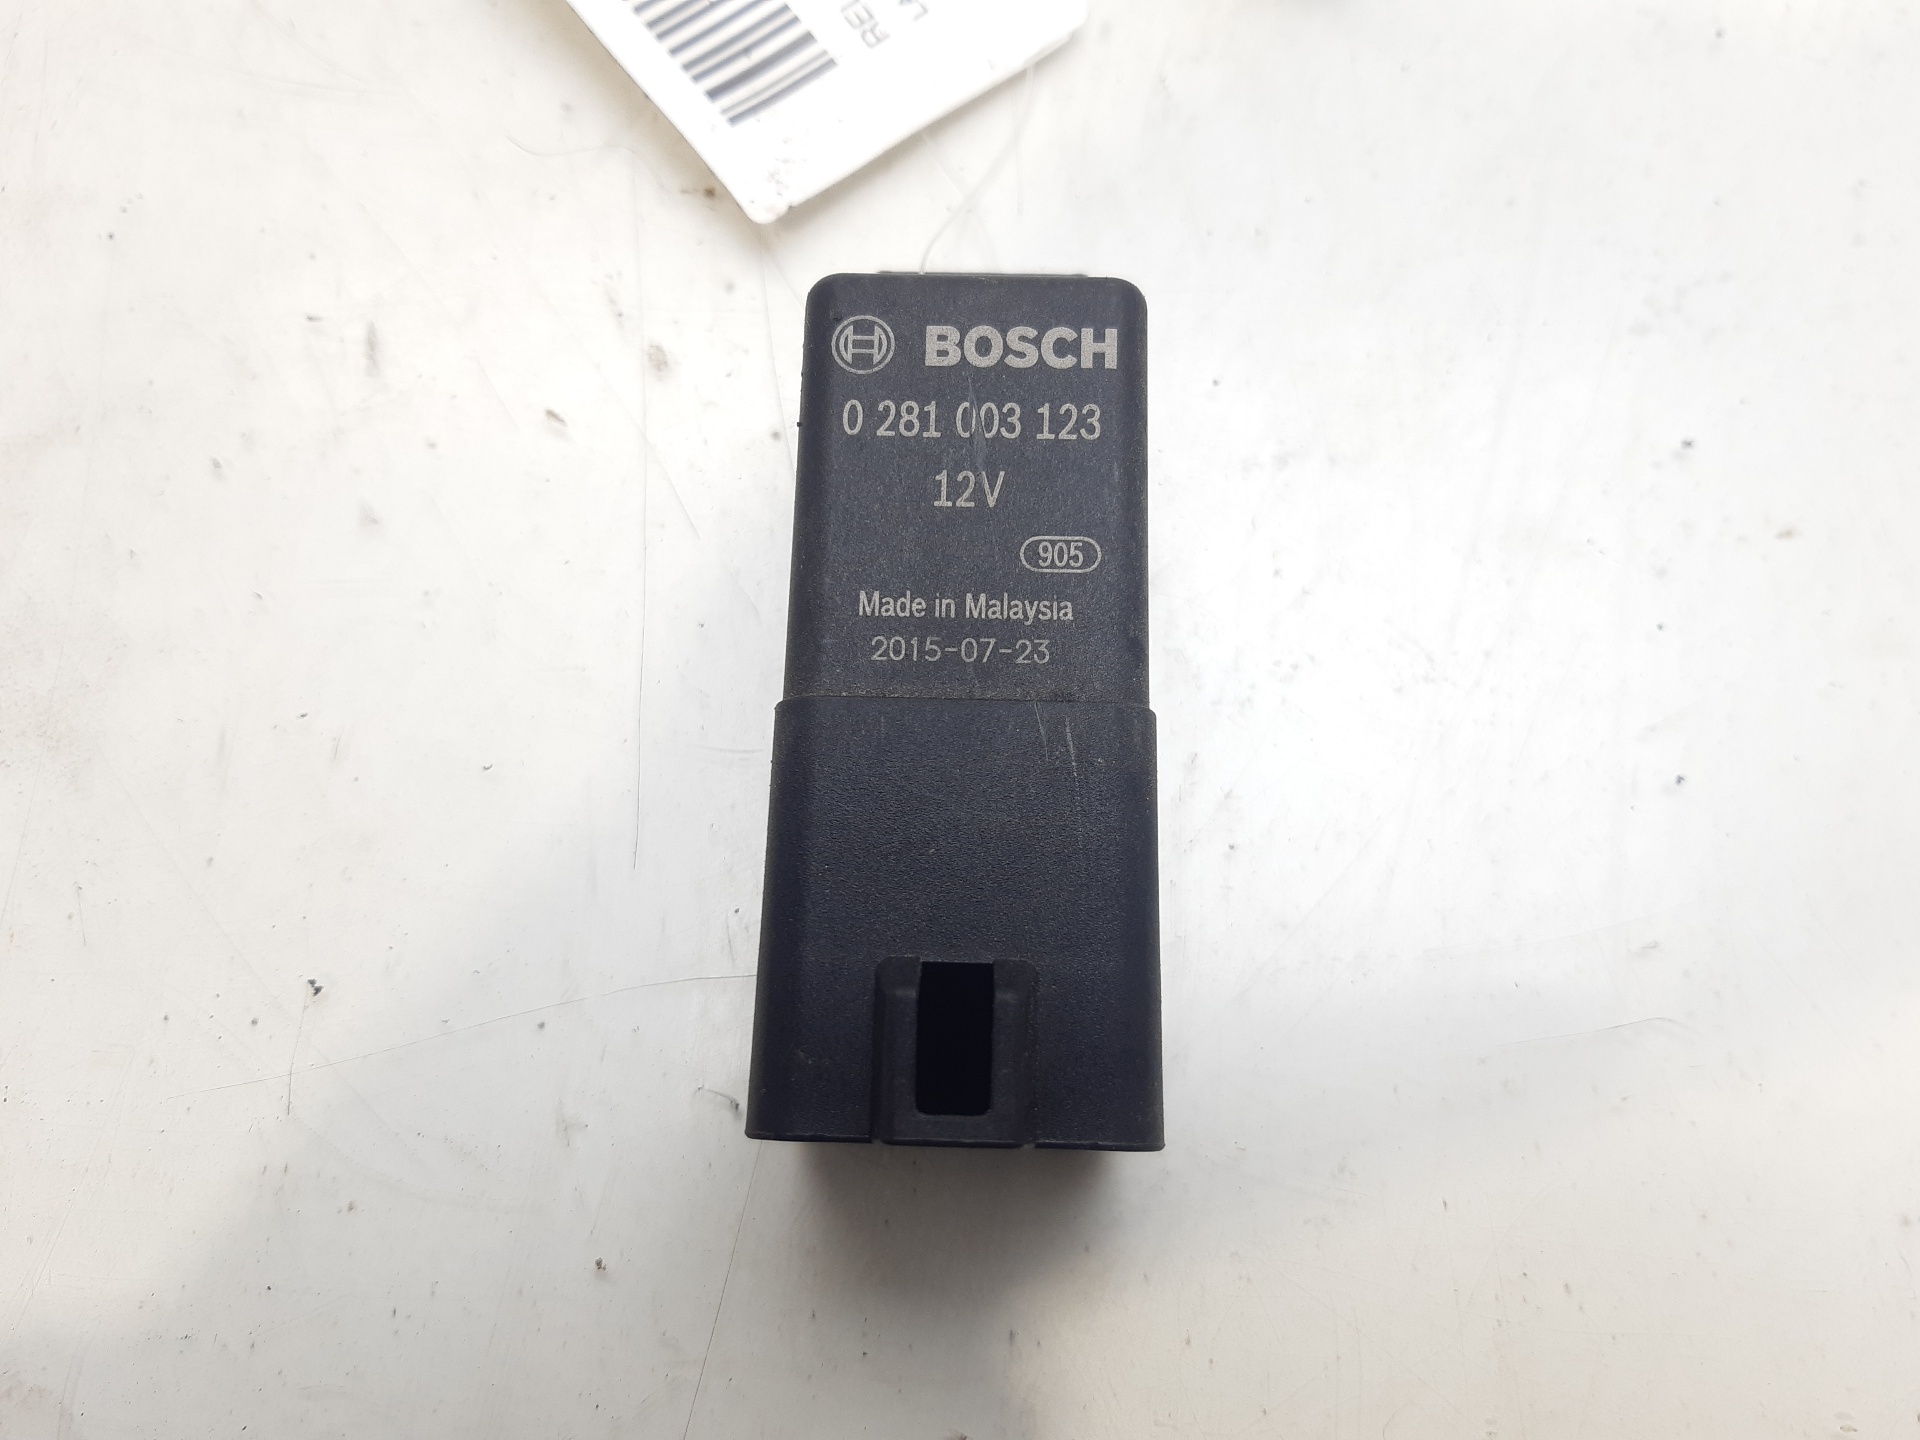 BOSCH
0 281 003 123
12V
905
Made in Malaysia
2015-07-23